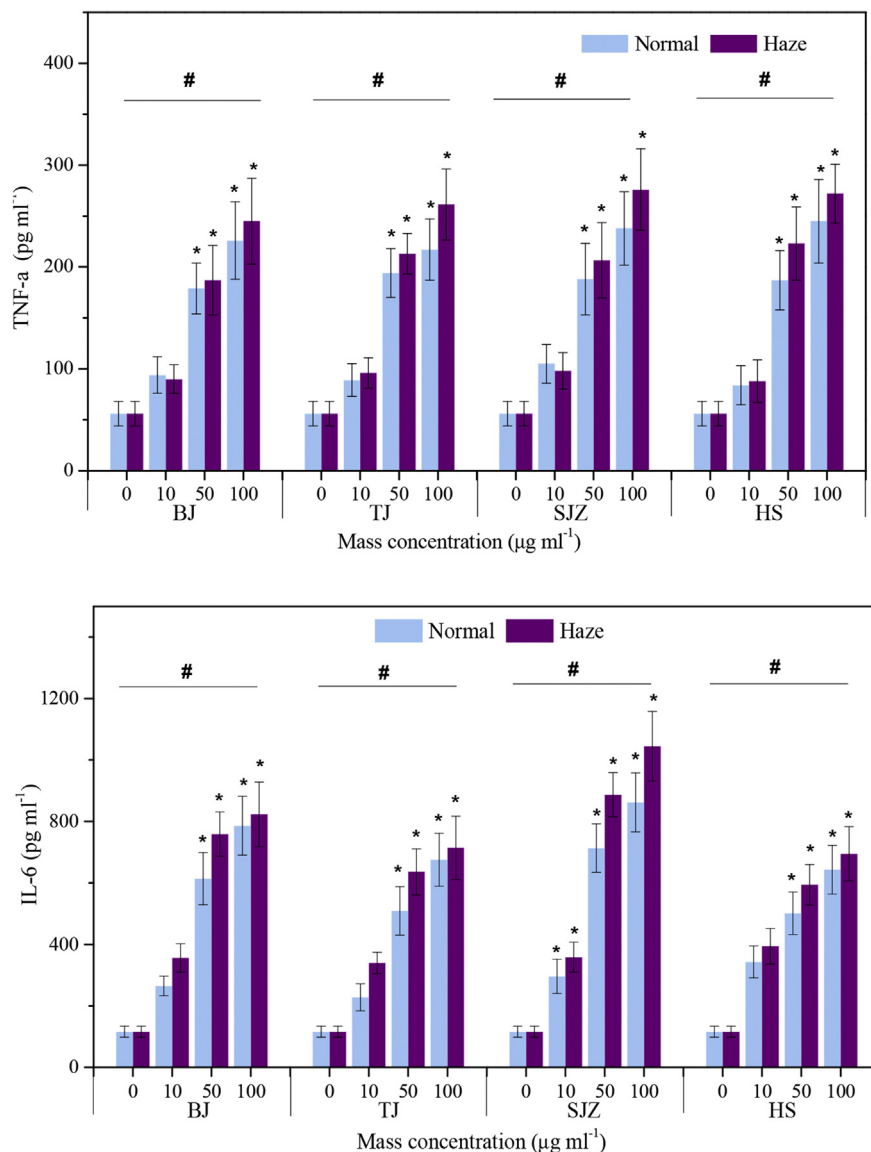 Normal Haze
400
# # # #
300
* * * * * * * * * * * * * * * *
200
100
0
TNF-a (pg ml⁻¹)
0 10 50 100 0 10 50 100 0 10 50 100 0 10 50 100
BJ TJ SJZ HS
Mass concentration (µg ml⁻¹)
Normal Haze
# # # #
1200
* * * * * * * * * * * * * * * * * *
800
400
0
IL-6 (pg ml⁻¹)
0 10 50 100 0 10 50 100 0 10 50 100 0 10 50 100
BJ TJ SJZ HS
Mass concentration (µg ml⁻¹)